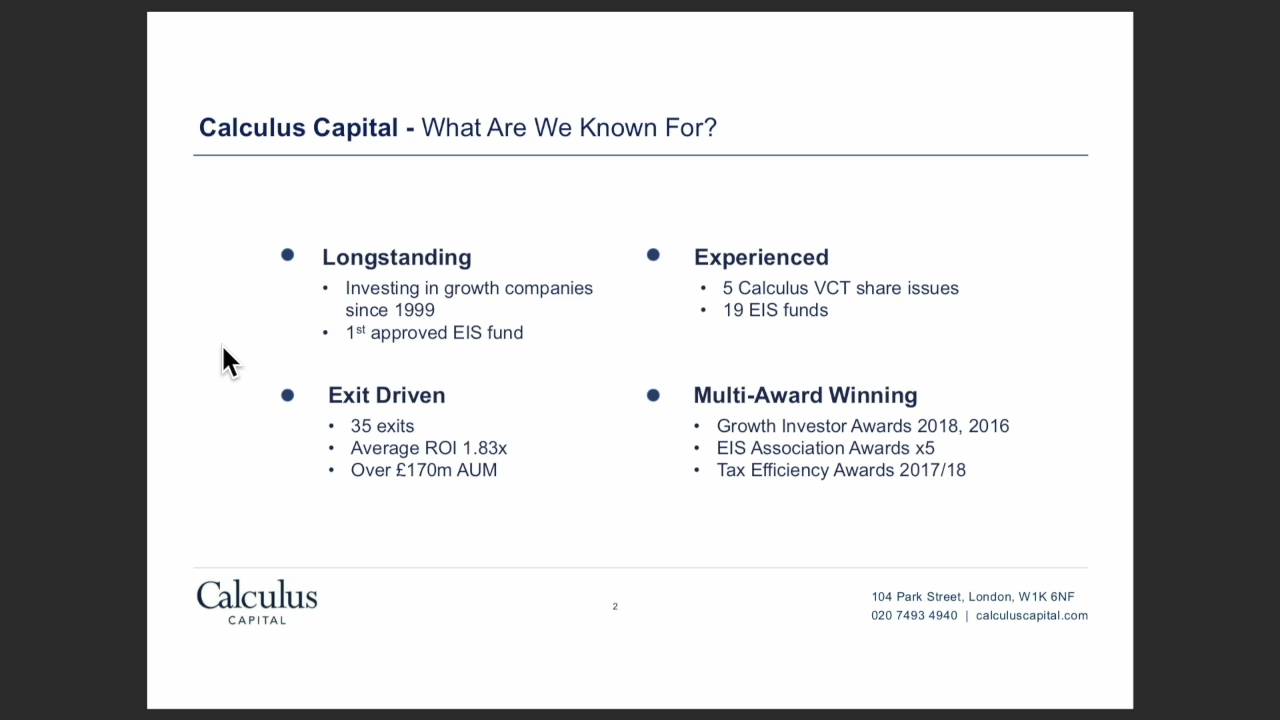 Calculus Capital - What Are We Known For?
Longstanding
• Investing in growth companies
since 1999
• 1st approved EIS fund
Experienced
• 5 Calculus VCT share issues
• 19 EIS funds
Exit Driven
• 35 exits
• Average ROI 1.83x
• Over £170m AUM
Multi-Award Winning
• Growth Investor Awards 2018, 2016
• EIS Association Awards x5
• Tax Efficiency Awards 2017/18
Calculus
CAPITAL
2
104 Park Street, London, W1K 6NF
020 7493 4940 | calculuscapital.com